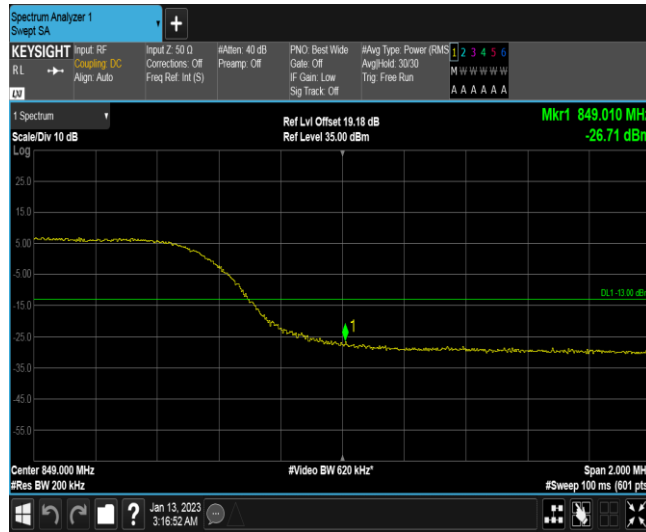 Spectrum Analyzer 1
Swept SA
+
KEYSIGHT
RL
LXI
Input: RF
Coupling: DC
Align: Auto
Input Z: 50 Ω
Corrections: Off
Freq Ref: Int (S)
#Atten: 40 dB
Preamp: Off
PNO: Best Wide
Gate: Off
IF Gain: Low
Sig Track: Off
#Avg Type: Power (RMS
Avg|Hold: 30/30
Trig: Free Run
1 2 3 4 5 6
M W W W W W
A A A A A A
1 Spectrum
Scale/Div 10 dB
Log
Ref Lvl Offset 19.18 dB
Ref Level 35.00 dBm
Mkr1 849.010 MHz
-26.71 dBm
25.0
15.0
5.00
-5.00
-15.0
-25.0
-35.0
-45.0
-55.0
DL1 -13.00 dBm
1
Center 849.000 MHz
#Res BW 200 kHz
#Video BW 620 kHz*
Span 2.000 MH
#Sweep 100 ms (601 pts
?
Jan 13, 2023
3:16:52 AM